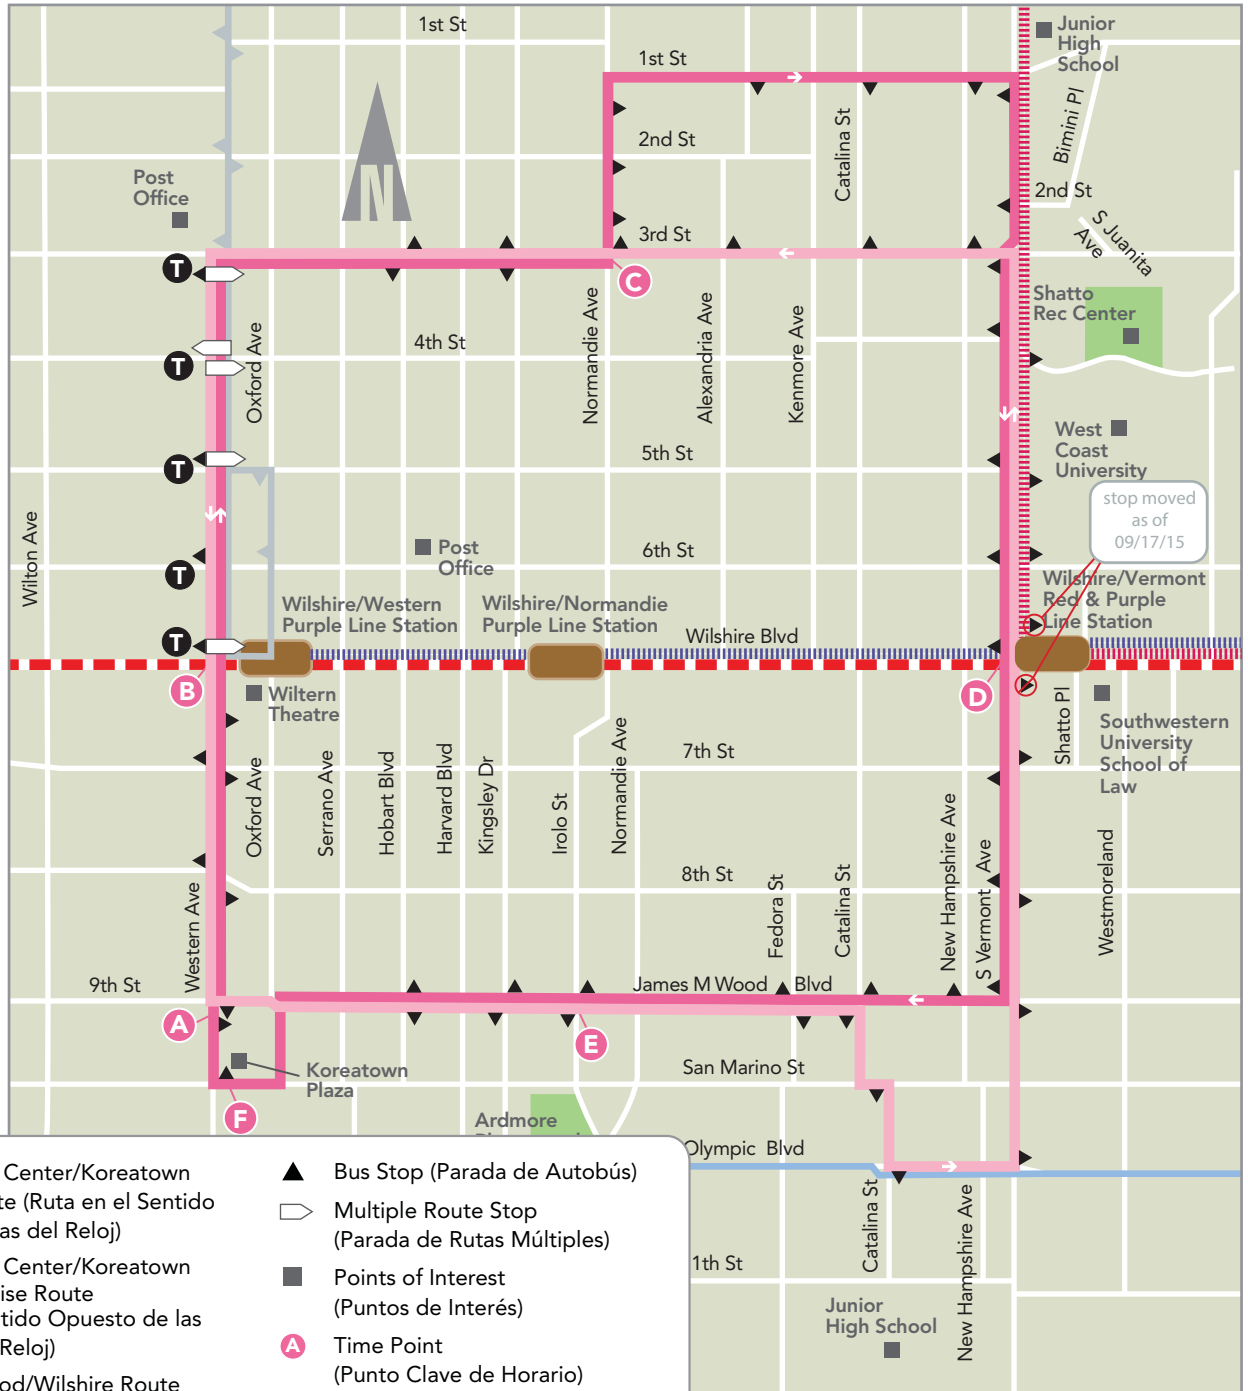 1st St
1st St
Junior
High
School
Bimini Pl
Catalina St
2nd St
2nd St
Post
Office
N
S Juanita
Ave
3rd St
T
C
Shatto
Rec Center
Oxford Ave
4th St
Normandie Ave
Alexandria Ave
Kenmore Ave
T
West
Coast
University
5th St
T
stop moved
as of
09/17/15
Wilton Ave
Post
Office
6th St
T
Wilshire/Western
Purple Line Station
Wilshire/Normandie
Purple Line Station
Wilshire Blvd
Wilshire/Vermont
Red & Purple
Line Station
T
B
Wiltern
Theatre
D
Shatto Pl
Southwestern
University
School of
Law
7th St
Oxford Ave
Serrano Ave
Hobart Blvd
Harvard Blvd
Kingsley Dr
Irolo St
Normandie Ave
8th St
Western Ave
Fedora St
Catalina St
New Hampshire Ave
S Vermont Ave
Westmoreland
9th St
James M Wood Blvd
A
E
Koreatown
Plaza
San Marino St
F
Ardmore
Olympic Blvd
Catalina St
New Hampshire Ave
1th St
Junior
High School
Center/Koreatown
te (Ruta en el Sentido
as del Reloj)
Center/Koreatown
ise Route
tido Opuesto de las
Reloj)
od/Wilshire Route
Bus Stop (Parada de Autobús)
Multiple Route Stop
(Parada de Rutas Múltiples)
Points of Interest
(Puntos de Interés)
A
Time Point
(Punto Clave de Horario)